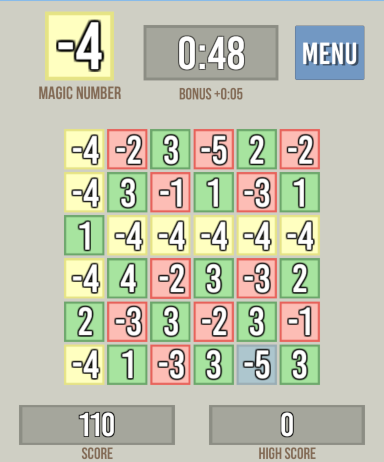 -4 0:48 MENU
MAGIC NUMBER BONUS +0:05
-4 -2 3 -5 2 -2
-4 3 -1 1 -3 1
1 -4 -4 -4 -4 -4
-4 4 -2 3 -3 2
2 -3 3 -2 3 -1
-4 1 -3 3 -5 3
110 0
SCORE HIGH SCORE